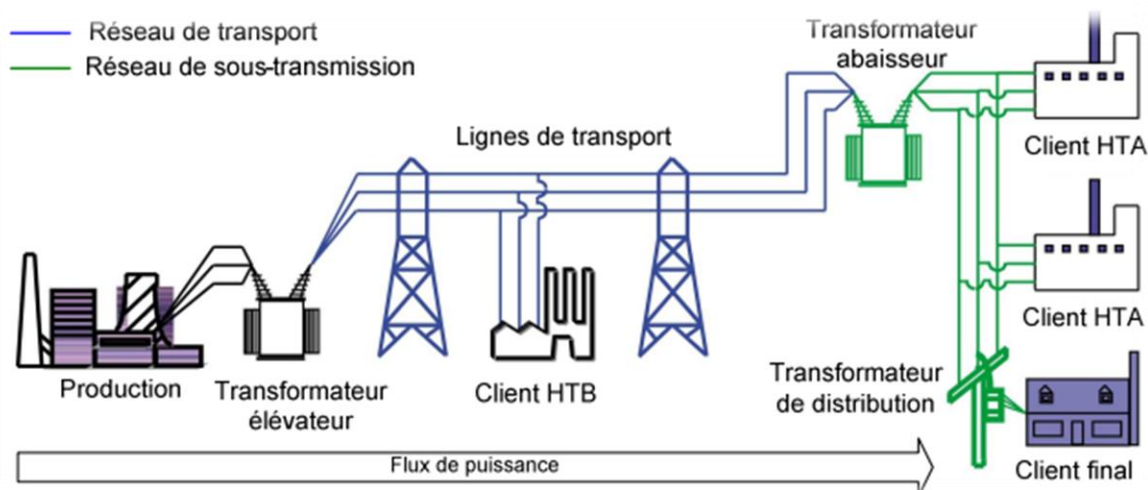 Réseau de transport
Réseau de sous-transmission
Transformateur
abaisseur
Lignes de transport
Client HTA
Client HTA
Production
Transformateur
élévateur
Client HTB
Transformateur
de distribution
Client final
Flux de puissance